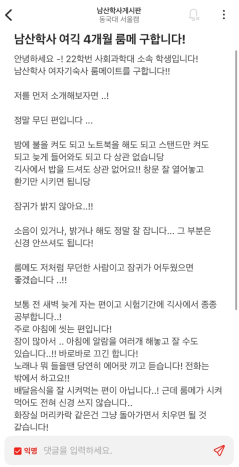 남산학사게시판
동국대 서울캠
남산학사 여긱 4개월 룸메 구합니다!
안녕하세요 -! 22학번 사회과학대 소속 학생입니다!
남산학사 여자기숙사 룸메이트를 구합니다!!
저를 먼저 소개해보자면 ..!
정말 무딘 편입니다 ...
밤에 불을 켜도 되고 노트북을 해도 되고 스탠드만 켜도
되고 늦게 들어와도 되고 다 상관 없습니당
긱사에서 밥을 드셔도 상관 없어요!! 창문 잘 열어놓고
환기만 시키면 됩니당
잠귀가 밝지 않아요..!!
소음이 있거나, 밝거나 해도 정말 잘 잡니다... 그 부분은
신경 안쓰셔도 됩니다!
룸메도 저처럼 무던한 사람이고 잠귀가 어두웠으면
좋겠습니다 ..!!
보통 전 새벽 늦게 자는 편이고 시험기간에 긱사에서 종종
공부합니다..!
주로 아침에 씻는 편입니다!
잠이 많아서 .. 아침에 알람을 여러개 해놓고 잘 수도
있습니다..!! 바로바로 끄긴 합니다!
노래나 뭐 들을땐 당연히 에어팟 끼고 듣습니다! 전화는
밖에서 하고요!!
배달음식을 잘 시켜먹는 편이 아닙니다..! 근데 룸메가 시켜
먹어도 전혀 신경 쓰지 않습니다..
화장실 머리카락 같은건 그냥 돌아가면서 치우면 될 것
같습니다!
익명 댓글을 입력하세요.